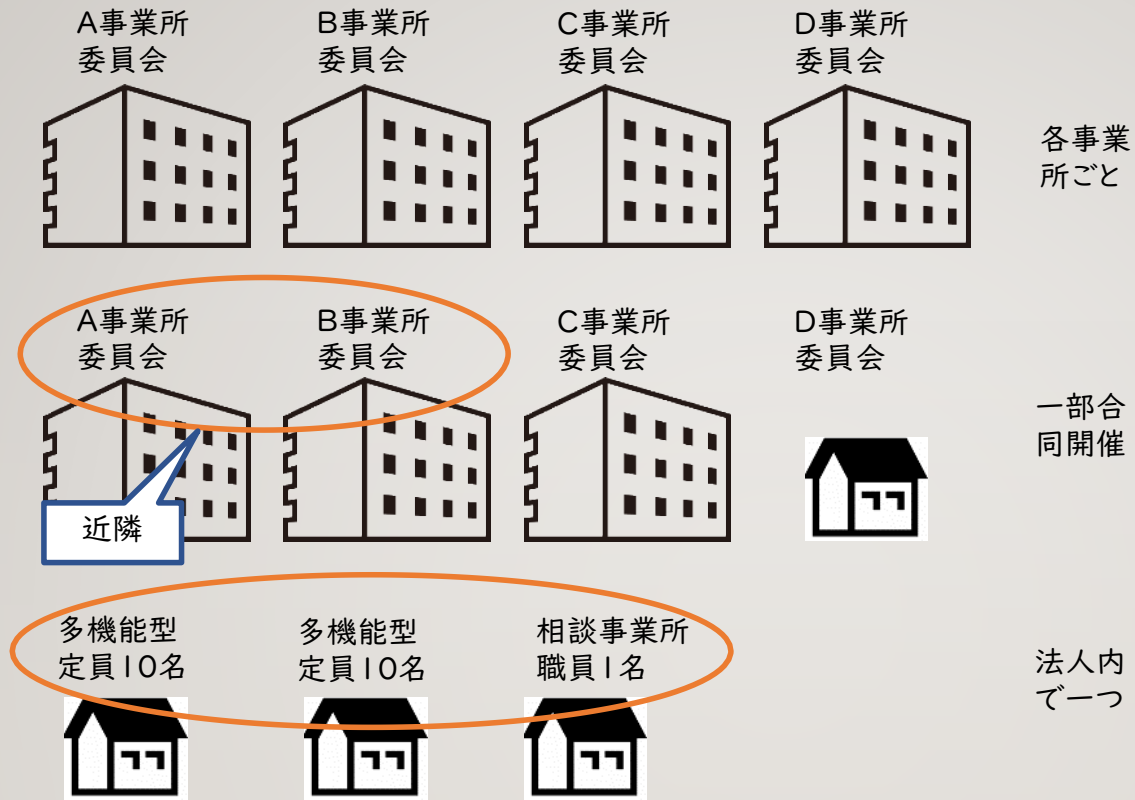 A事業所
委員会
B事業所
委員会
C事業所
委員会
D事業所
委員会
各事業
所ごと
A事業所
委員会
B事業所
委員会
C事業所
委員会
D事業所
委員会
一部合
同開催
近隣
多機能型
定員10名
多機能型
定員10名
相談事業所
職員1名
法人内
で一つ